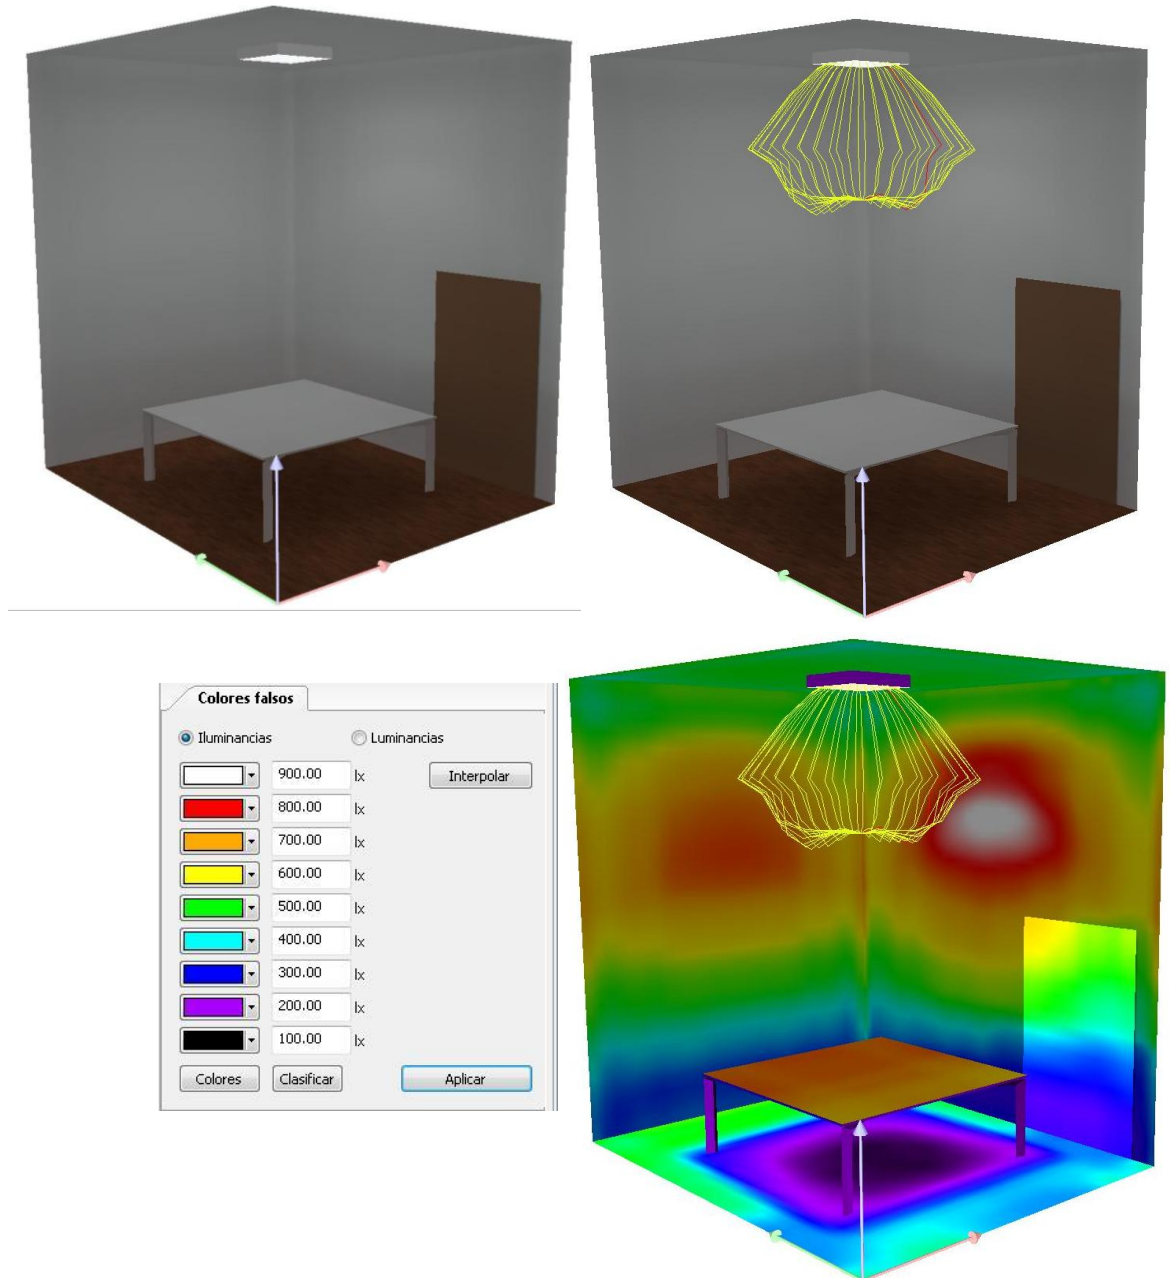 Colores falsos
Iluminancias Luminancias
900.00 lx Interpolar
800.00 lx
700.00 lx
600.00 lx
500.00 lx
400.00 lx
300.00 lx
200.00 lx
100.00 lx
Colores Clasificar Aplicar